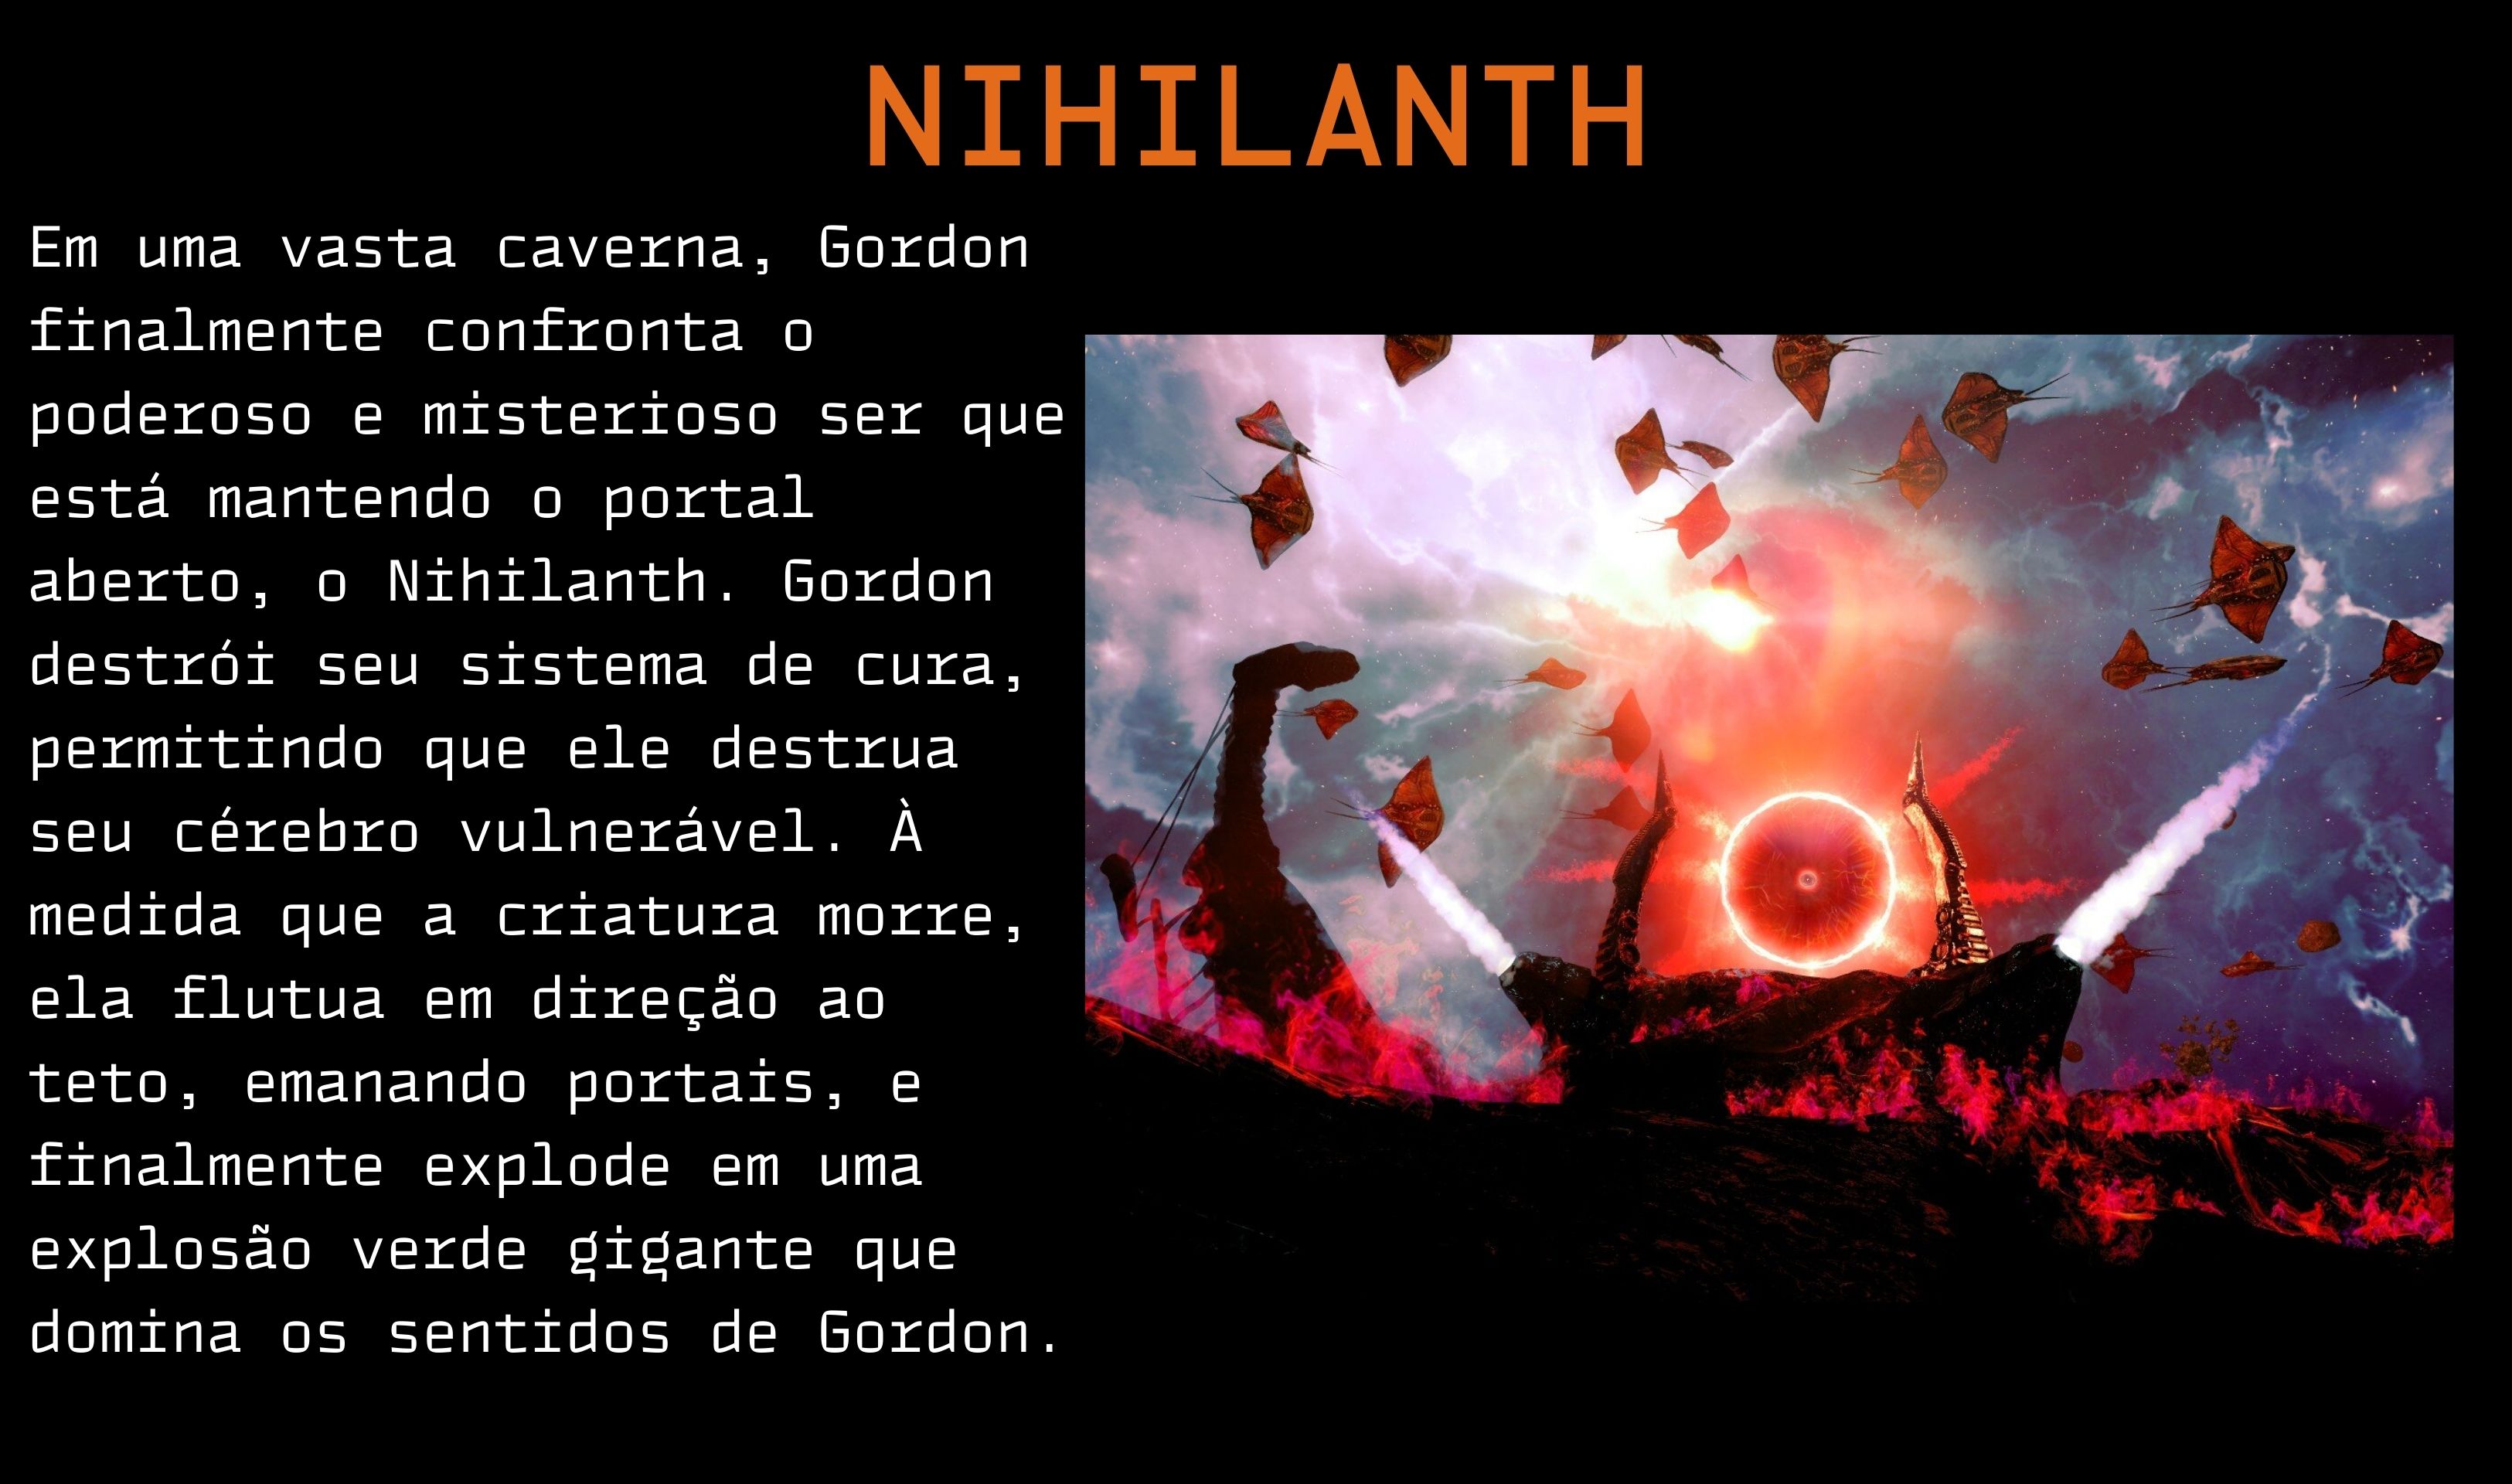 NIHILANTH
Em uma vasta caverna, Gordon
finalmente confronta o
poderoso e misterioso ser que
está mantendo o portal
aberto, o Nihilanth. Gordon
destrói seu sistema de cura,
permitindo que ele destrua
seu cérebro vulnerável. À
medida que a criatura morre,
ela flutua em direção ao
teto, emanando portais, e
finalmente explode em uma
explosão verde gigante que
domina os sentidos de Gordon.